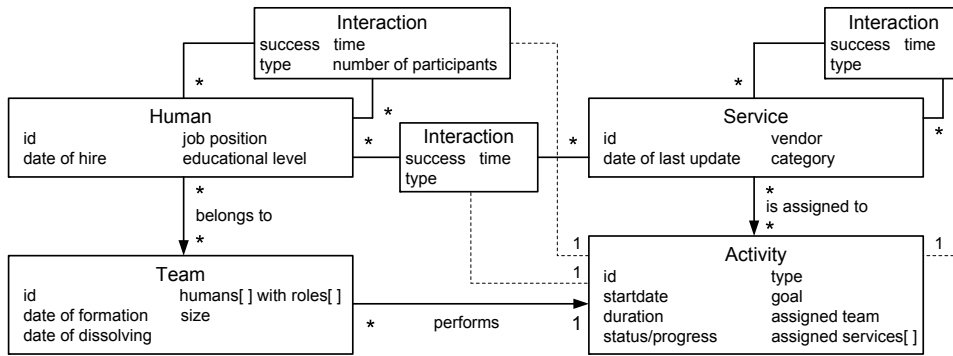 Interaction
success time
type number of participants
Interaction
success time
type
*
*
*
*
Human
id job position
date of hire educational level
*
Interaction
success time
type
*
Service
id vendor
date of last update category
*
belongs to
*
*
is assigned to
*
1
1
1
Team
id humans[ ] with roles[ ]
date of formation size
date of dissolving
*
performs
1
Activity
id type
startdate goal
duration assigned team
status/progress assigned services[ ]